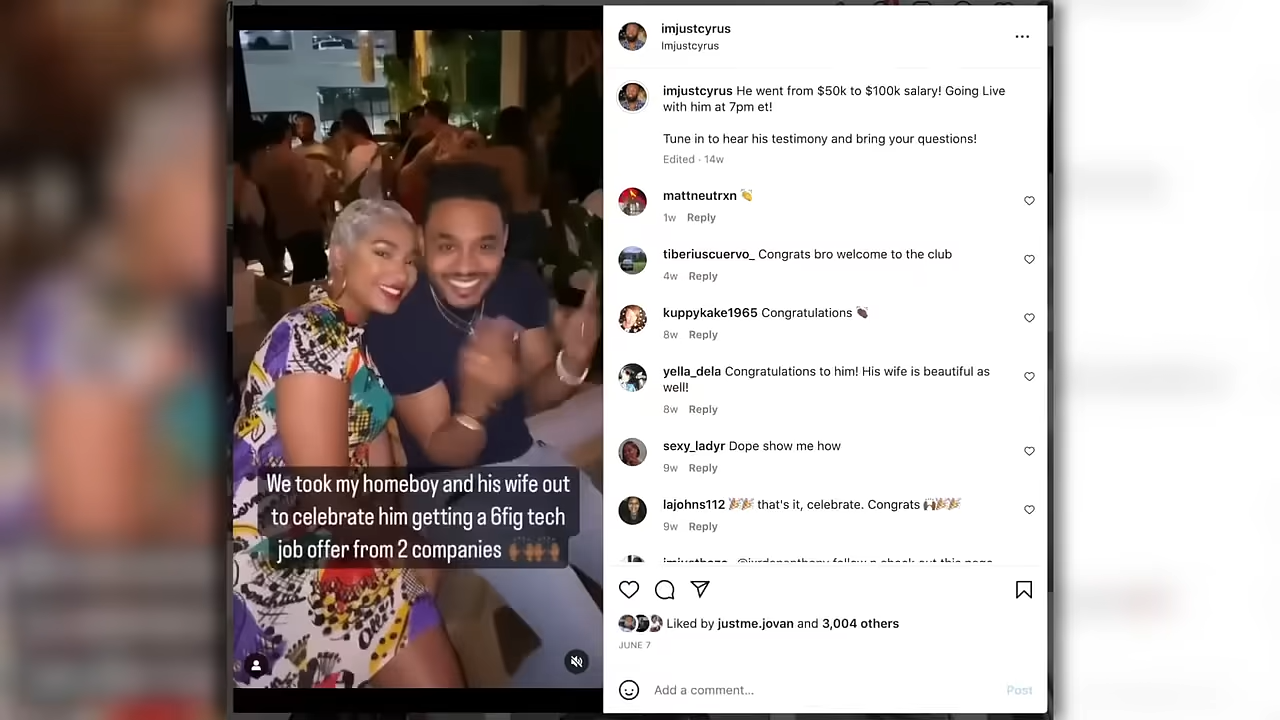 imjustcyrus
Imjustcyrus
imjustcyrus He went from $50k to $100k salary! Going Live
with him at 7pm et!
Tune in to hear his testimony and bring your questions!
Edited · 14w
mattneutrxn 👏
1w Reply
tiberiuscuervo_ Congrats bro welcome to the club
4w Reply
kuppykake1965 Congratulations 👏🏿
8w Reply
yella_dela Congratulations to him! His wife is beautiful as
well!
8w Reply
sexy_ladyr Dope show me how
9w Reply
lajohns112 🎉🎉 that's it, celebrate. Congrats 🙌🏿🎉🎉
9w Reply
Liked by justme.jovan and 3,004 others
JUNE 7
Add a comment...
Post
We took my homeboy and his wife out
to celebrate him getting a 6fig tech
job offer from 2 companies 🙌🏾🙌🏾